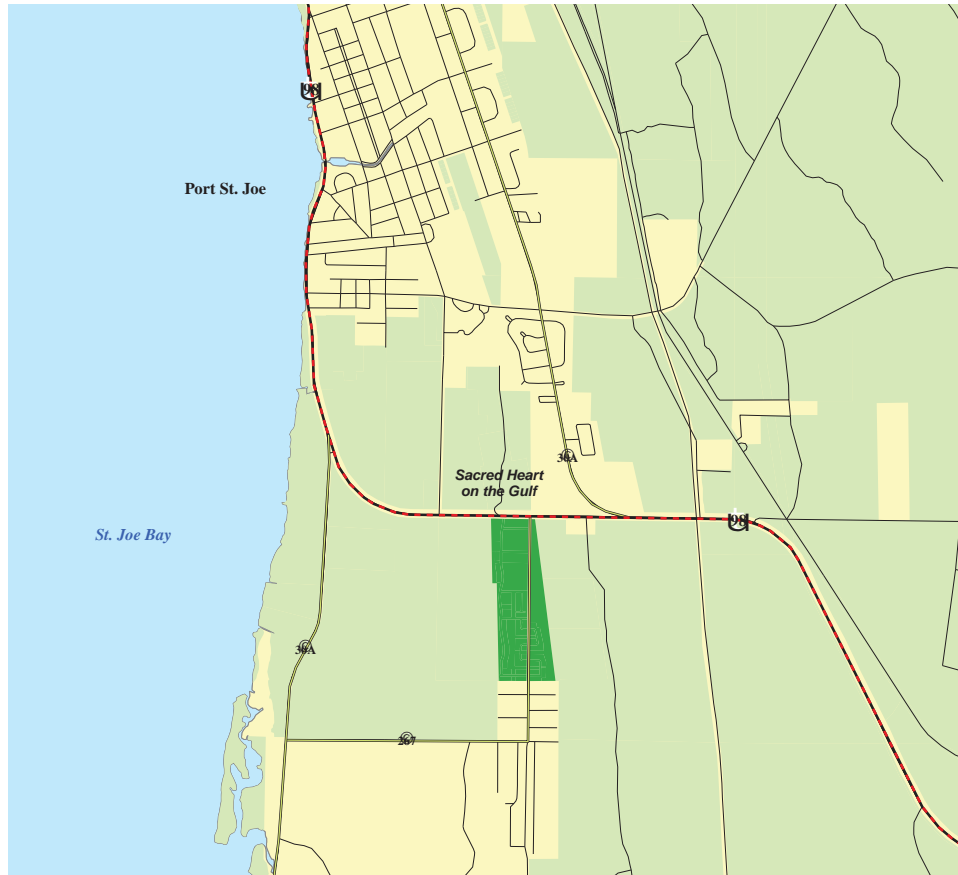 98
Port St. Joe
30A
Sacred Heart
on the Gulf
98
St. Joe Bay
30A
267